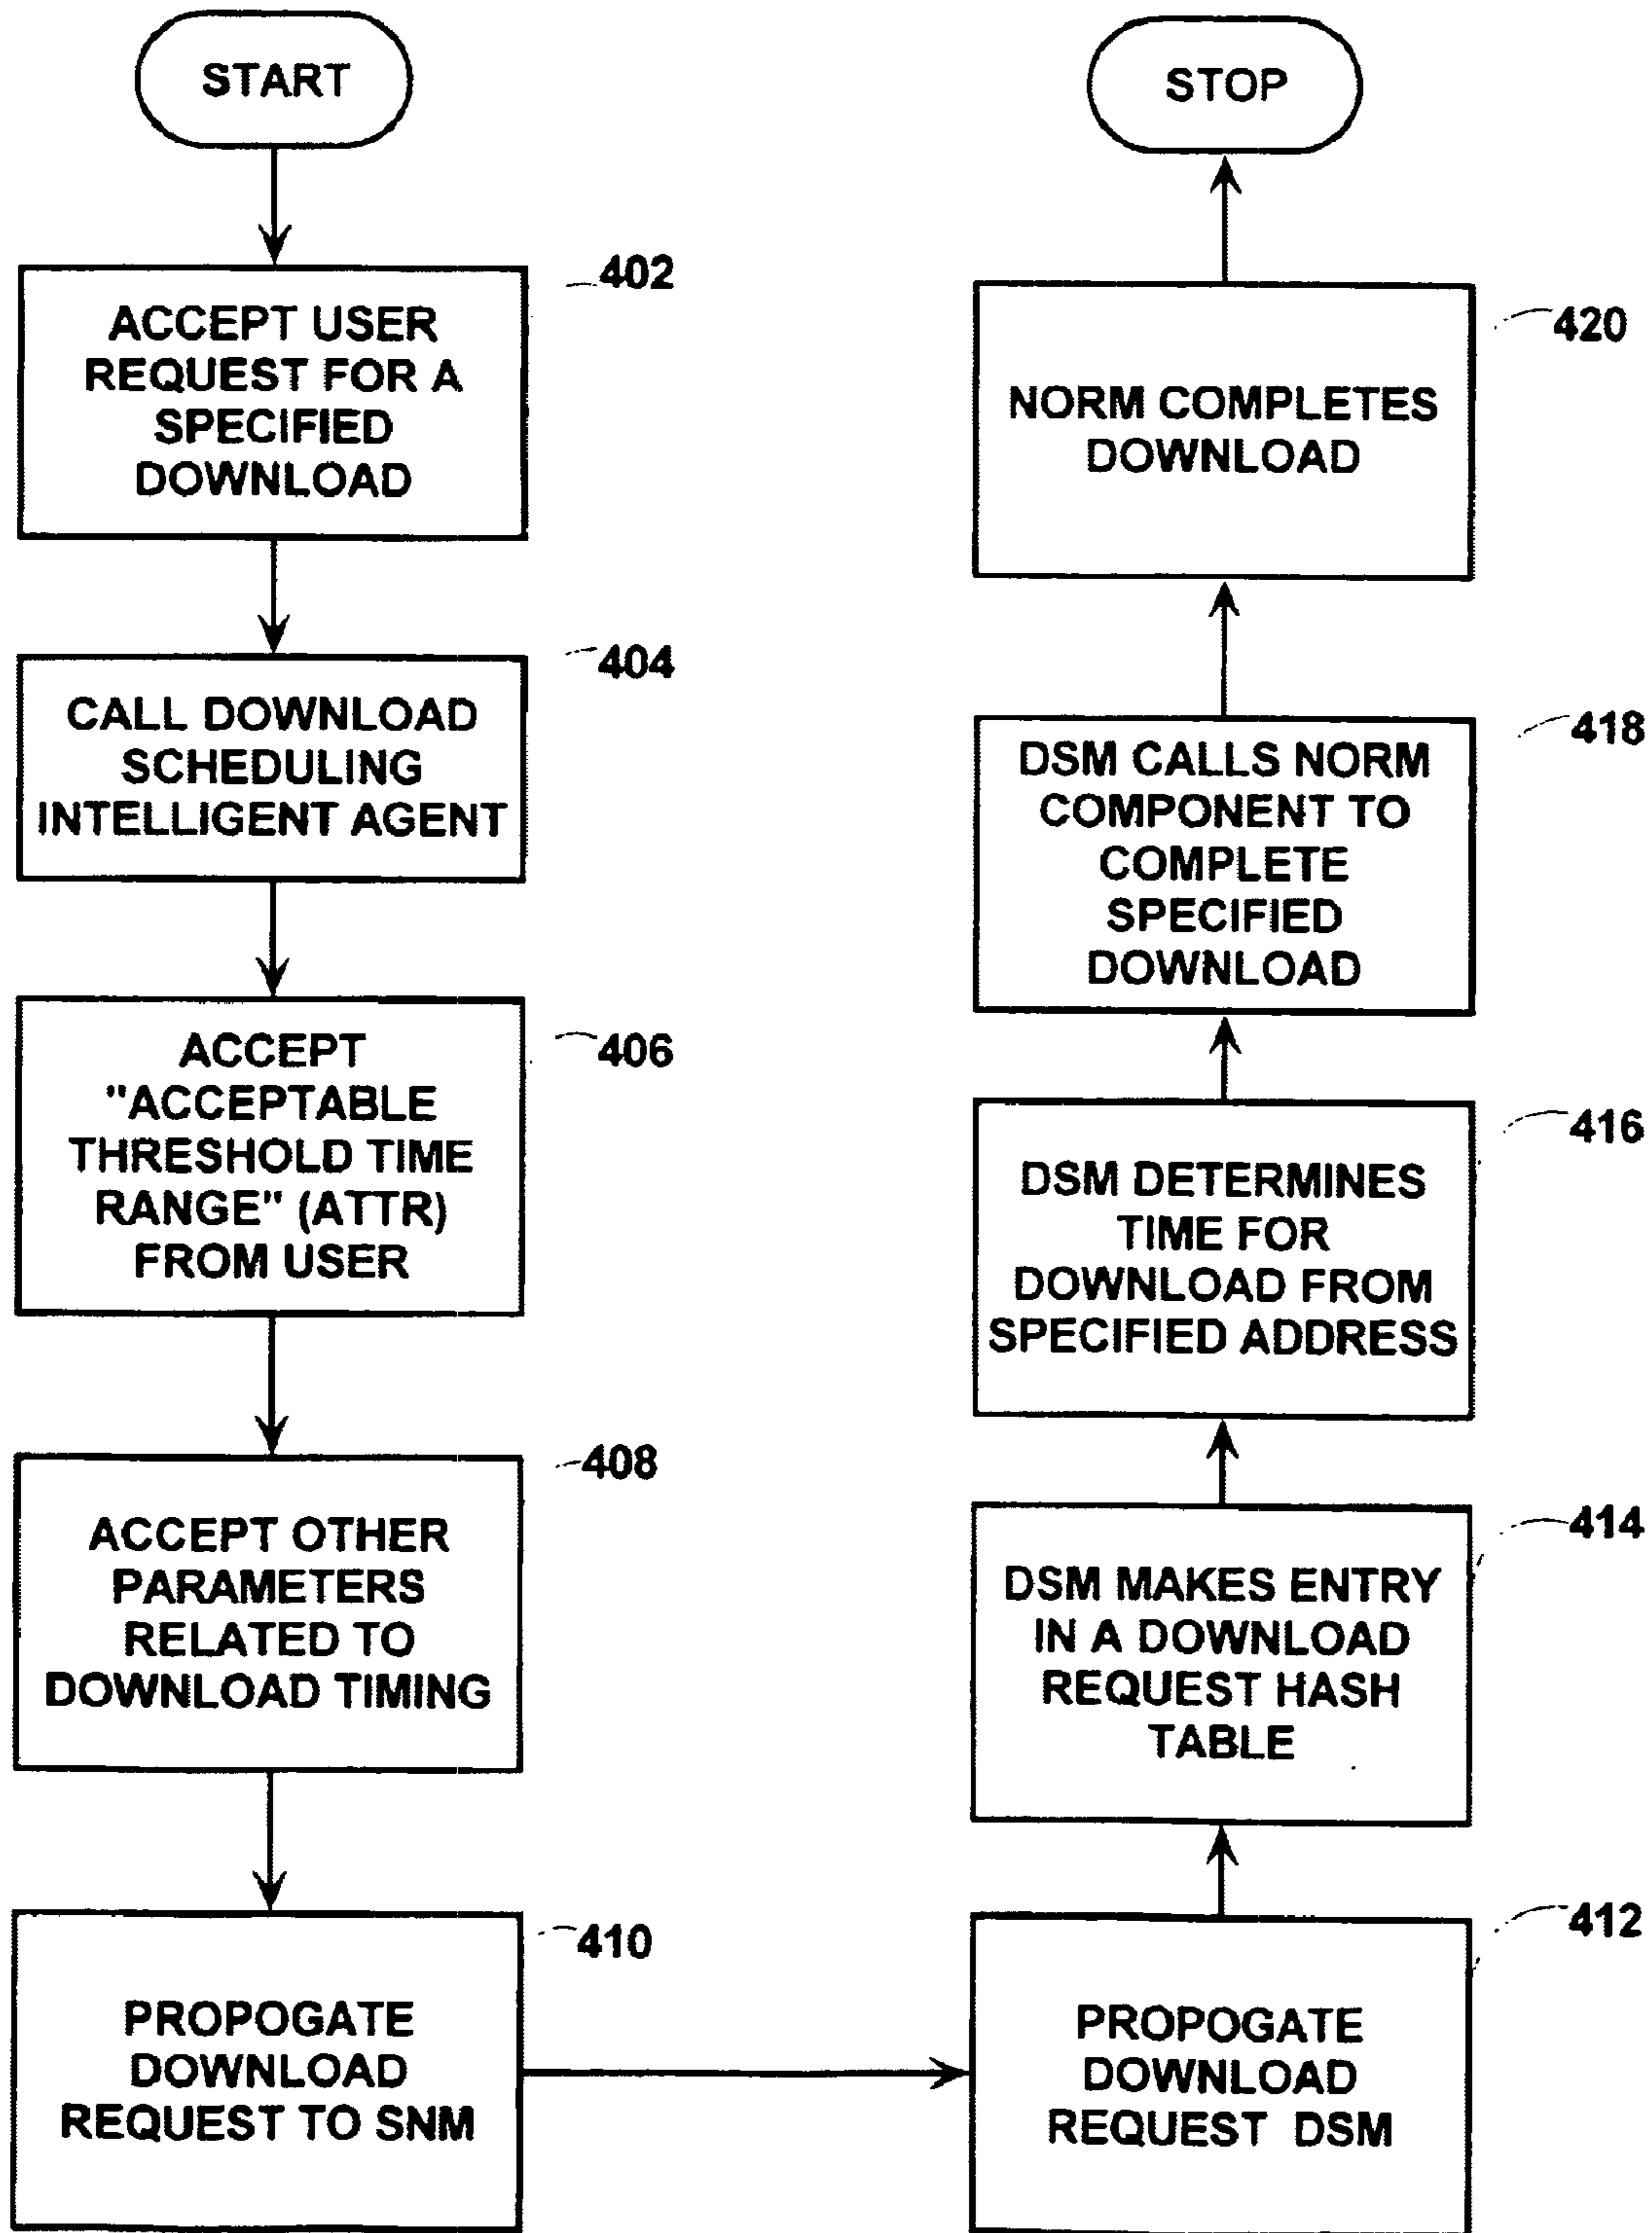 START
402
ACCEPT USER
REQUEST FOR A
SPECIFIED
DOWNLOAD
404
CALL DOWNLOAD
SCHEDULING
INTELLIGENT AGENT
406
ACCEPT
"ACCEPTABLE
THRESHOLD TIME
RANGE" (ATTR)
FROM USER
408
ACCEPT OTHER
PARAMETERS
RELATED TO
DOWNLOAD TIMING
410
PROPOGATE
DOWNLOAD
REQUEST TO SNM
412
PROPOGATE
DOWNLOAD
REQUEST DSM
414
DSM MAKES ENTRY
IN A DOWNLOAD
REQUEST HASH
TABLE
416
DSM DETERMINES
TIME FOR
DOWNLOAD FROM
SPECIFIED ADDRESS
418
DSM CALLS NORM
COMPONENT TO
COMPLETE
SPECIFIED
DOWNLOAD
420
NORM COMPLETES
DOWNLOAD
STOP